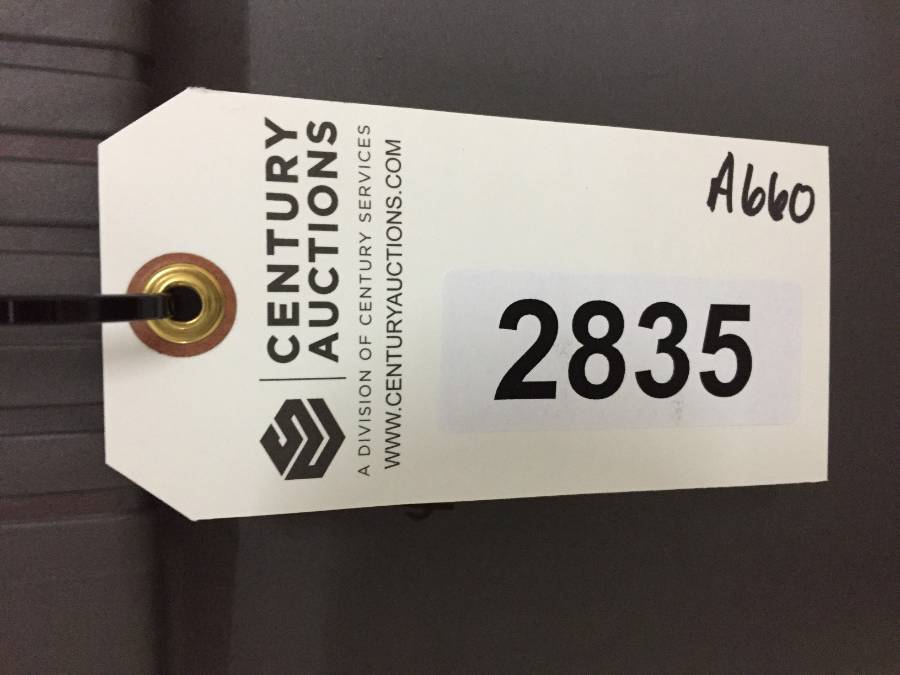 CENTURY
AUCTIONS
A DIVISION OF CENTURY SERVICES
WWW.CENTURYAUCTIONS.COM
A660
2835